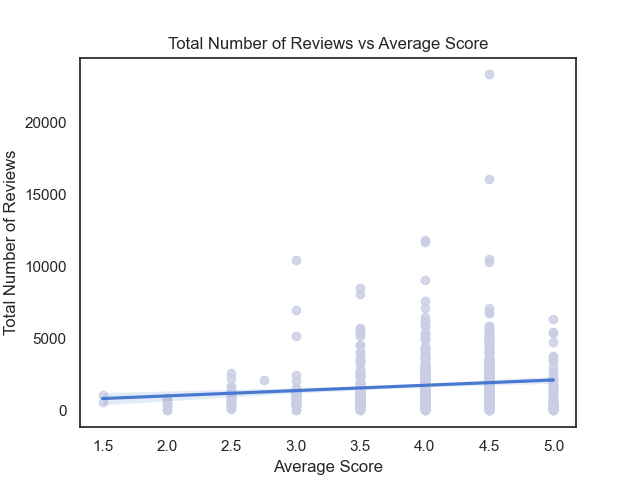 Total Number of Reviews vs Average Score
Total Number of Reviews
20000
15000
10000
5000
0
1.5 2.0 2.5 3.0 3.5 4.0 4.5 5.0
Average Score